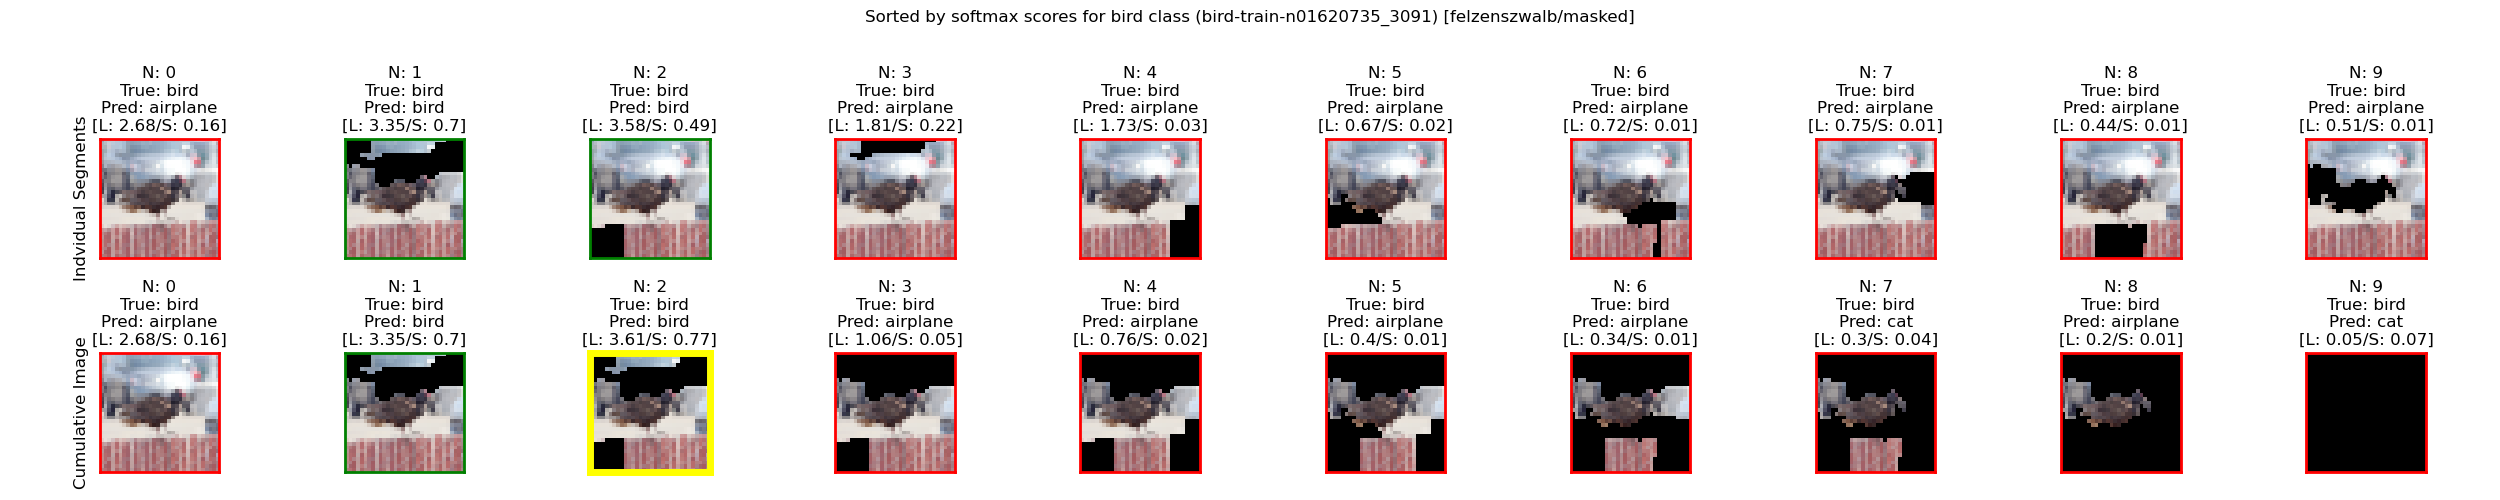 Sorted by softmax scores for bird class (bird-train-n01620735_3091) [felzenszwalb/masked]
Indvidual Segments
N: 0
True: bird
Pred: airplane
[L: 2.68/S: 0.16]
N: 1
True: bird
Pred: bird
[L: 3.35/S: 0.7]
N: 2
True: bird
Pred: bird
[L: 3.58/S: 0.49]
N: 3
True: bird
Pred: airplane
[L: 1.81/S: 0.22]
N: 4
True: bird
Pred: airplane
[L: 1.73/S: 0.03]
N: 5
True: bird
Pred: airplane
[L: 0.67/S: 0.02]
N: 6
True: bird
Pred: airplane
[L: 0.72/S: 0.01]
N: 7
True: bird
Pred: airplane
[L: 0.75/S: 0.01]
N: 8
True: bird
Pred: airplane
[L: 0.44/S: 0.01]
N: 9
True: bird
Pred: airplane
[L: 0.51/S: 0.01]
Cumulative Image
N: 0
True: bird
Pred: airplane
[L: 2.68/S: 0.16]
N: 1
True: bird
Pred: bird
[L: 3.35/S: 0.7]
N: 2
True: bird
Pred: bird
[L: 3.61/S: 0.77]
N: 3
True: bird
Pred: airplane
[L: 1.06/S: 0.05]
N: 4
True: bird
Pred: airplane
[L: 0.76/S: 0.02]
N: 5
True: bird
Pred: airplane
[L: 0.4/S: 0.01]
N: 6
True: bird
Pred: airplane
[L: 0.34/S: 0.01]
N: 7
True: bird
Pred: cat
[L: 0.3/S: 0.04]
N: 8
True: bird
Pred: airplane
[L: 0.2/S: 0.01]
N: 9
True: bird
Pred: cat
[L: 0.05/S: 0.07]